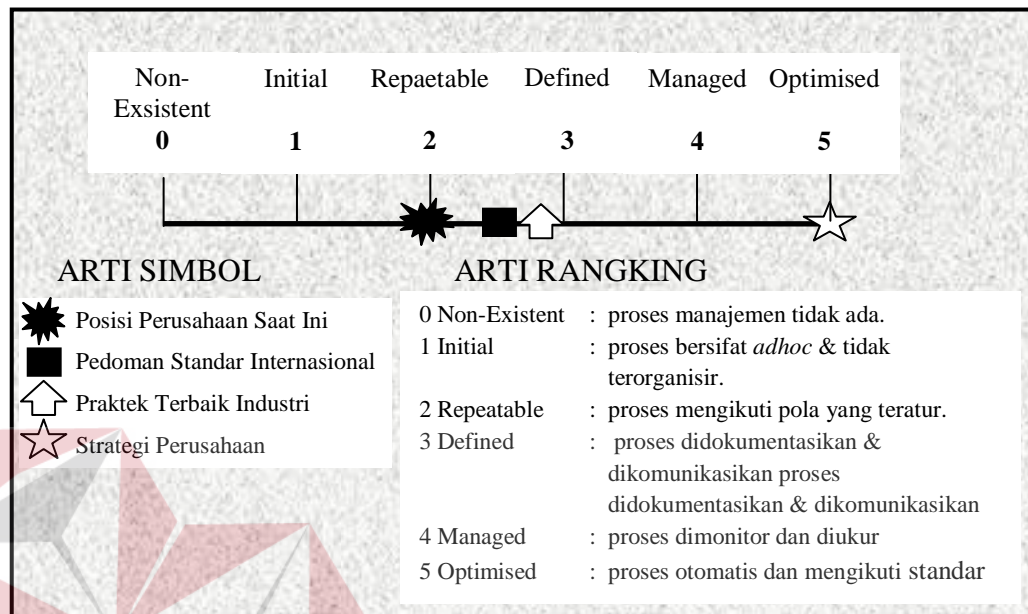 Non-Exsistent Initial Repaetable Defined Managed Optimised
0 1 2 3 4 5
ARTI SIMBOL
Posisi Perusahaan Saat Ini
Pedoman Standar Internasional
Praktek Terbaik Industri
Strategi Perusahaan
ARTI RANGKING
0 Non-Existent : proses manajemen tidak ada.
1 Initial : proses bersifat adhoc & tidak
terorganisir.
2 Repeatable : proses mengikuti pola yang teratur.
3 Defined : proses didokumentasikan &
dikomunikasikan proses
didokumentasikan & dikomunikasikan
4 Managed : proses dimonitor dan diukur
5 Optimised : proses otomatis dan mengikuti standar